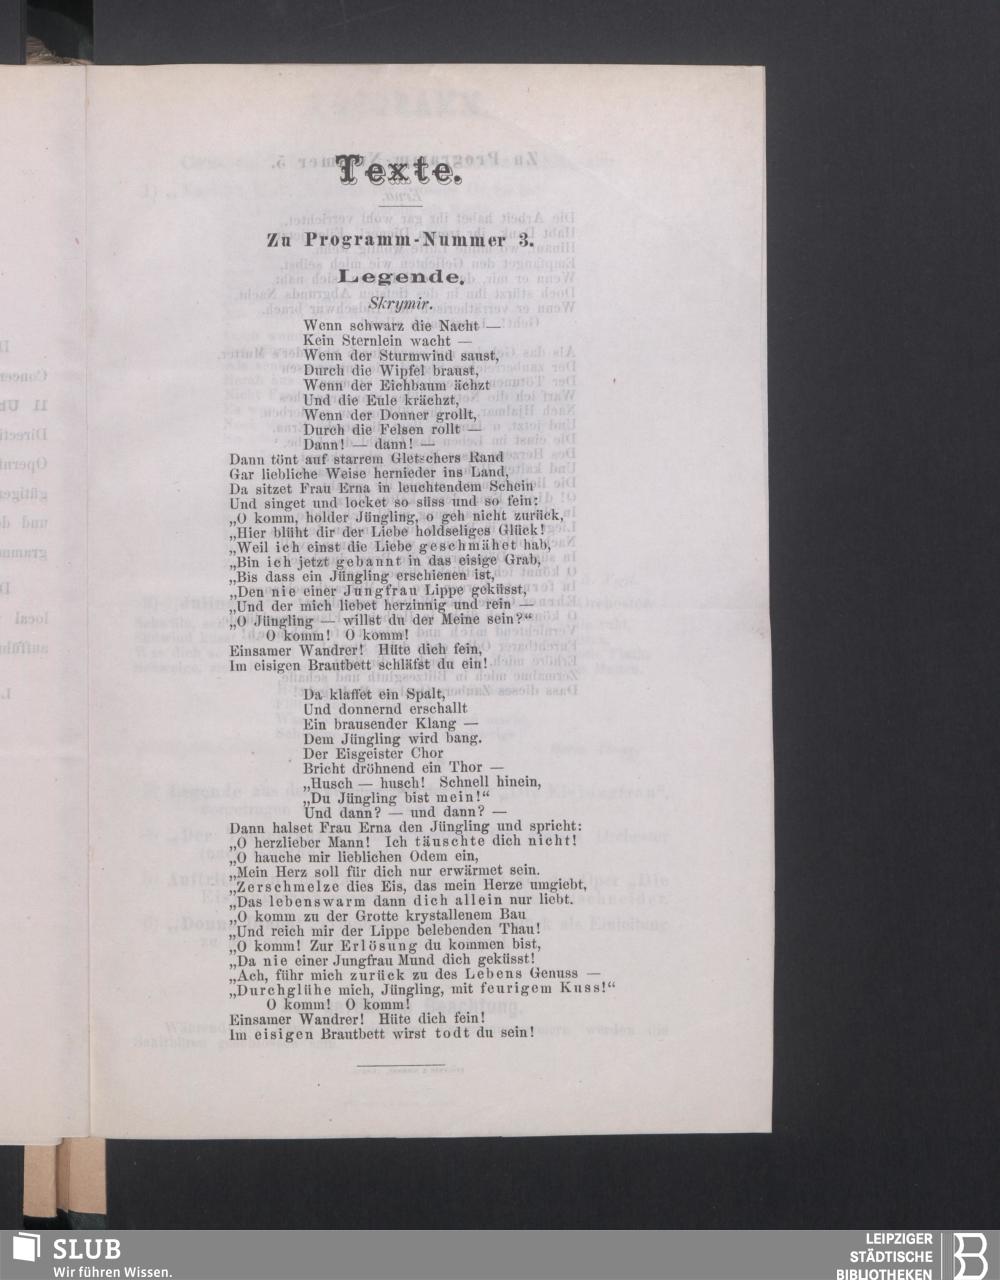 Texte.
Zu Programm-Nummer 3.
Legende.
Skrymir.
Wenn schwarz die Nacht —
Kein Sternlein wacht —
Wenn der Sturmwind saust,
Durch die Wipfel braust,
Wenn der Eichbaum ächzt
Und die Eule krächzt,
Wenn der Donner grollt,
Durch die Felsen rollt —
Dann! — dann! —
Dann tönt auf starrem Gletschers Rand
Gar liebliche Weise hernieder ins Land,
Da sitzet Frau Erna in leuchtendem Schein
Und singet und locket so süss und so fein:
„O komm, holder Jüngling, o geh nicht zurück,
„Hier blüht dir der Liebe holdseliges Glück!
„Weil ich einst die Liebe geschmähet hab,
„Bin ich jetzt gebannt in das eisige Grab,
„Bis dass ein Jüngling erschienen ist,
„Den nie einer Jungfrau Lippe geküsst,
„Und der mich liebet herzinnig und rein —
„O Jüngling — willst du der Meine sein?“
O komm! O komm!
Einsamer Wandrer! Hüte dich fein,
Im eisigen Brautbett schläfst du ein!
Da klaffet ein Spalt,
Und donnernd erschallt
Ein brausender Klang —
Dem Jüngling wird bang.
Der Eisgeister Chor
Bricht dröhnend ein Thor —
„Husch — husch! Schnell hinein,
„Du Jüngling bist mein!“
Und dann? — und dann? —
Dann halset Frau Erna den Jüngling und spricht:
„O herzlieber Mann! Ich täuschte dich nicht!
„O hauche mir lieblichen Odem ein,
„Mein Herz soll für dich nur erwärmet sein.
„Zerschmelze dies Eis, das mein Herze umgiebt,
„Das lebenswarm dann dich allein nur liebt.
„O komm zu der Grotte krystallenem Bau
„Und reich mir der Lippe belebenden Thau!
„O komm! Zur Erlösung du kommen bist,
„Da nie einer Jungfrau Mund dich geküsst!
„Ach, führ mich zurück zu des Lebens Genuss —
„Durchglühe mich, Jüngling, mit feurigem Kuss!“
O komm! O komm!
Einsamer Wandrer! Hüte dich fein!
Im eisigen Brautbett wirst todt du sein!
SLUB
Wir führen Wissen.
LEIPZIGER
STÄDTISCHE
BIBLIOTHEKEN